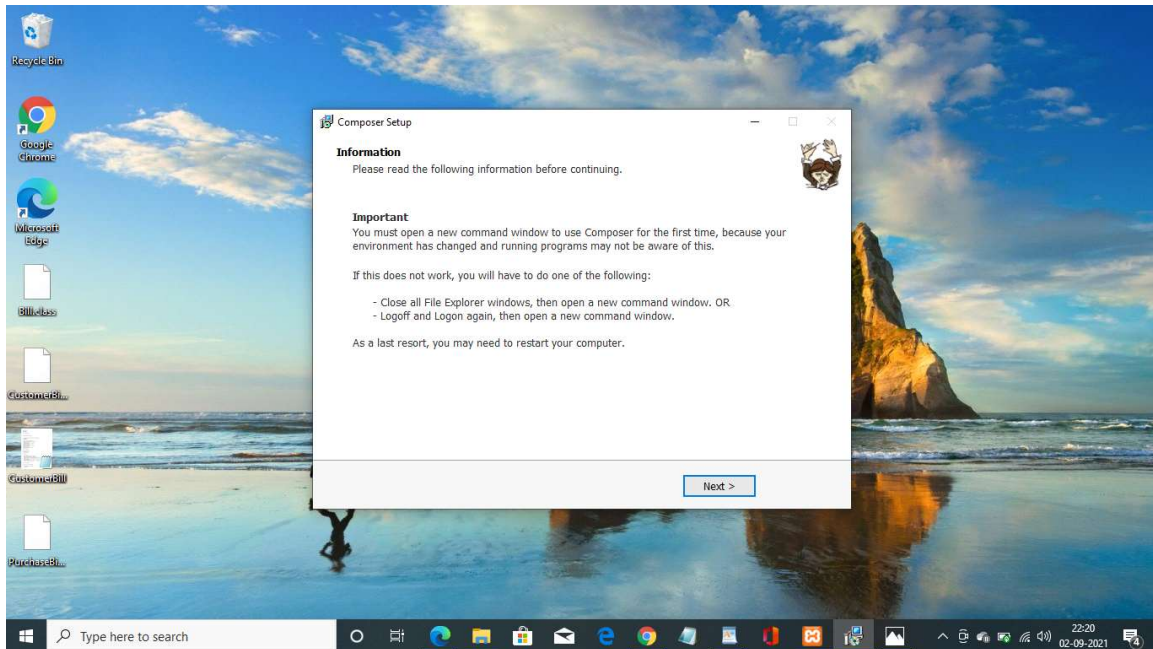 Recycle Bin
Google
Chrome
Microsoft
Edge
Bill.class
CustomerBi...
CustomerBill
PurchaseBi...
Composer Setup
Information
Please read the following information before continuing.
Important
You must open a new command window to use Composer for the first time, because your
environment has changed and running programs may not be aware of this.
If this does not work, you will have to do one of the following:
- Close all File Explorer windows, then open a new command window. OR
- Logoff and Logon again, then open a new command window.
As a last resort, you may need to restart your computer.
Next >
Type here to search
22:20
02-09-2021
4